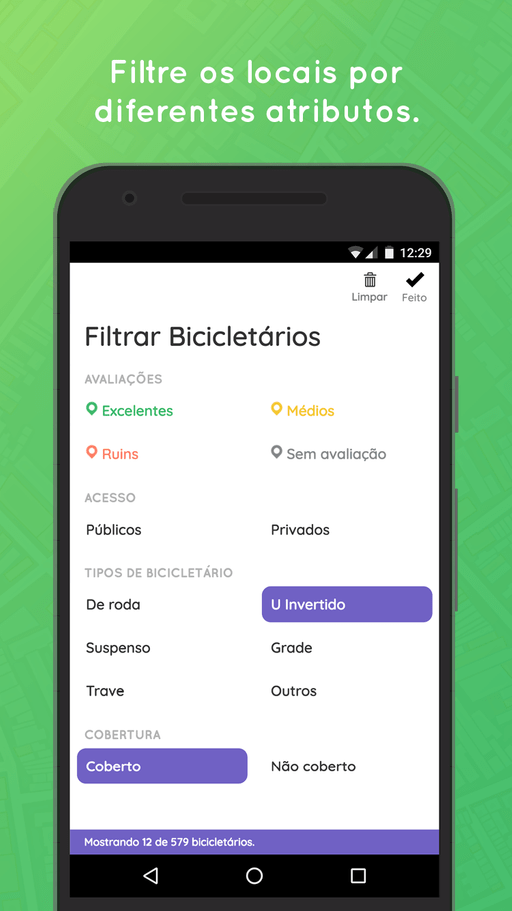 Filtre os locais por
diferentes atributos.
12:29
Limpar Feito
Filtrar Bicicletários
AVALIAÇÕES
Excelentes Médios
Ruins Sem avaliação
ACESSO
Públicos Privados
TIPOS DE BICICLETÁRIO
De roda U Invertido
Suspenso Grade
Trave Outros
COBERTURA
Coberto Não coberto
Mostrando 12 de 579 bicicletários.